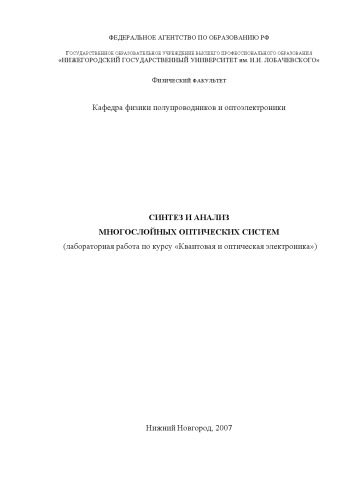 ФЕДЕРАЛЬНОЕ АГЕНТСТВО ПО ОБРАЗОВАНИЮ РФ
ГОСУДАРСТВЕННОЕ ОБРАЗОВАТЕЛЬНОЕ УЧРЕЖДЕНИЕ ВЫСШЕГО ПРОФЕССИОНАЛЬНОГО ОБРАЗОВАНИЯ
«НИЖЕГОРОДСКИЙ ГОСУДАРСТВЕННЫЙ УНИВЕРСИТЕТ им. Н.И. ЛОБАЧЕВСКОГО»
ФИЗИЧЕСКИЙ ФАКУЛЬТЕТ
Кафедра физики полупроводников и оптоэлектроники
СИНТЕЗ И АНАЛИЗ
МНОГОСЛОЙНЫХ ОПТИЧЕСКИХ СИСТЕМ
(лабораторная работа по курсу «Квантовая и оптическая электроника»)
Нижний Новгород, 2007